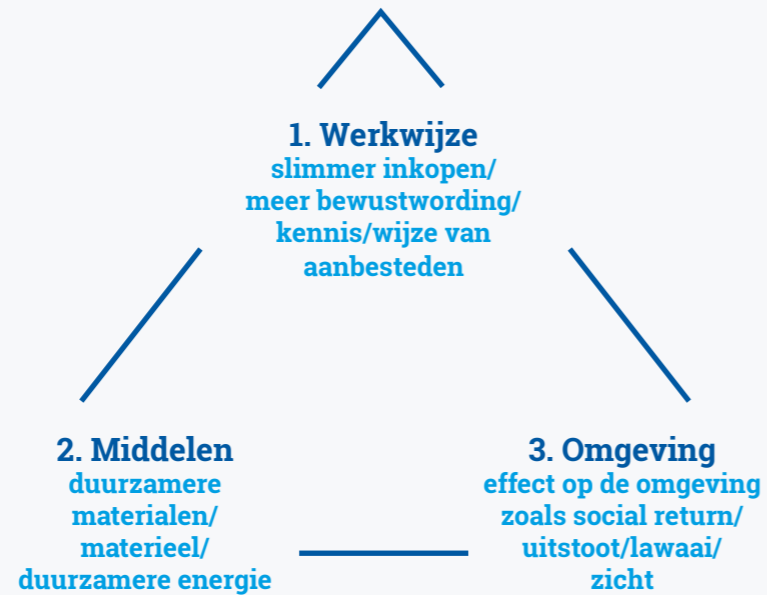 1. Werkwijze
slimmer inkopen/
meer bewustwording/
kennis/wijze van
aanbesteden
2. Middelen
duurzamere
materialen/
materieel/
duurzamere energie
3. Omgeving
effect op de omgeving
zoals social return/
uitstoot/lawaai/
zicht